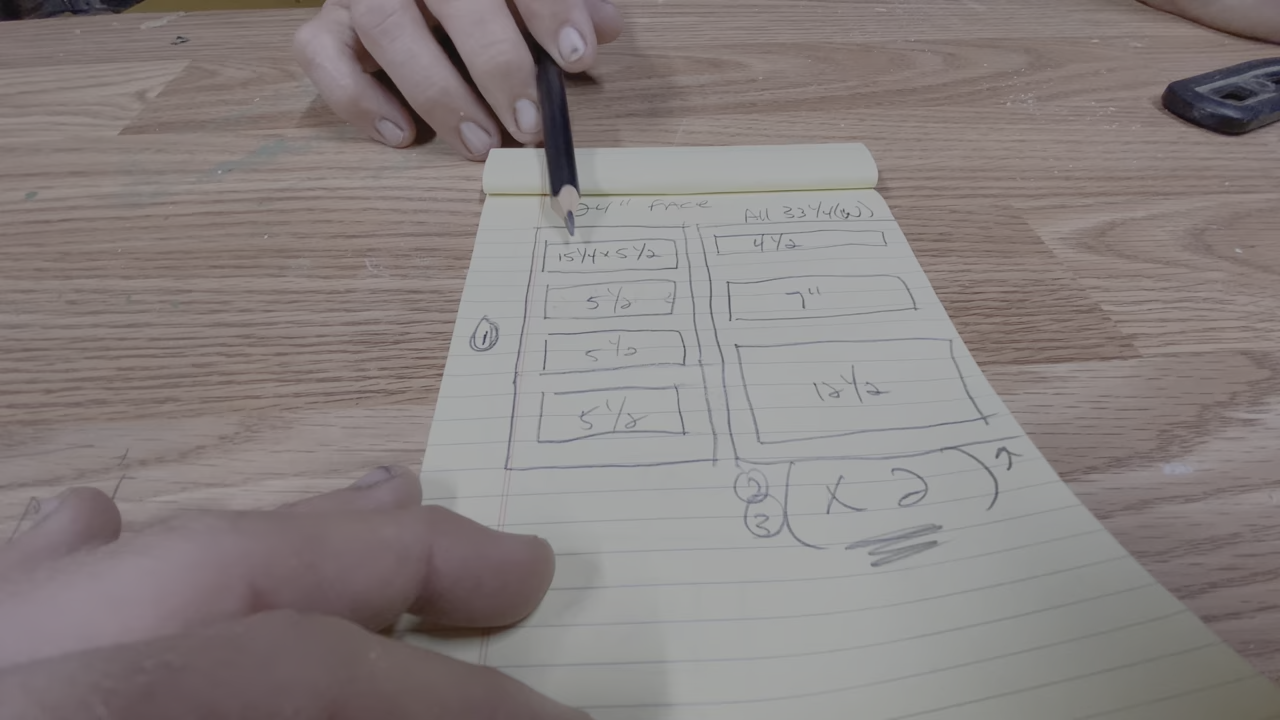 24" FACE
15 1/4 x 5 1/2
5 1/2
5 1/2
5 1/2
1
All 33 1/4 (W)
4 1/2
7"
12 1/2
2
3
(X 2)